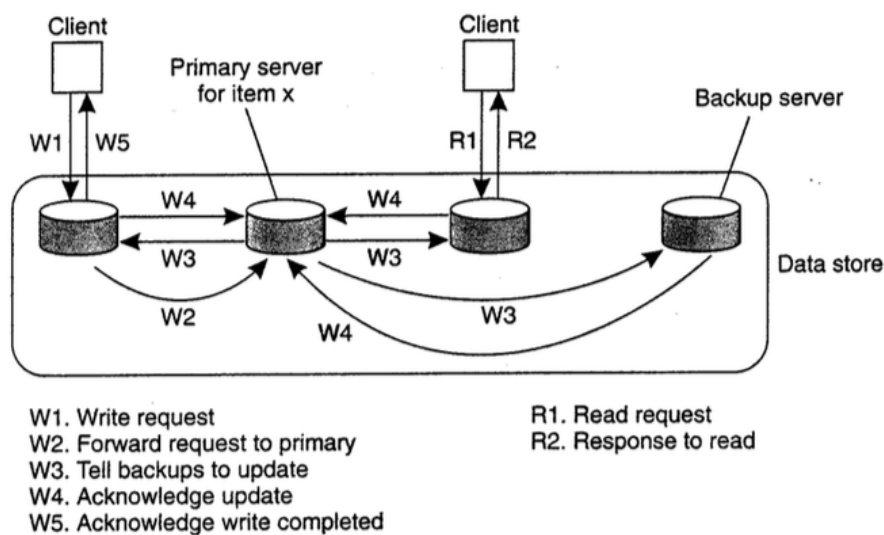 Client
Client
Primary server
for item x
Backup server
W1
W5
R1
R2
W4
W4
W3
W3
Data store
W2
W3
W4
W1. Write request
W2. Forward request to primary
W3. Tell backups to update
W4. Acknowledge update
W5. Acknowledge write completed
R1. Read request
R2. Response to read